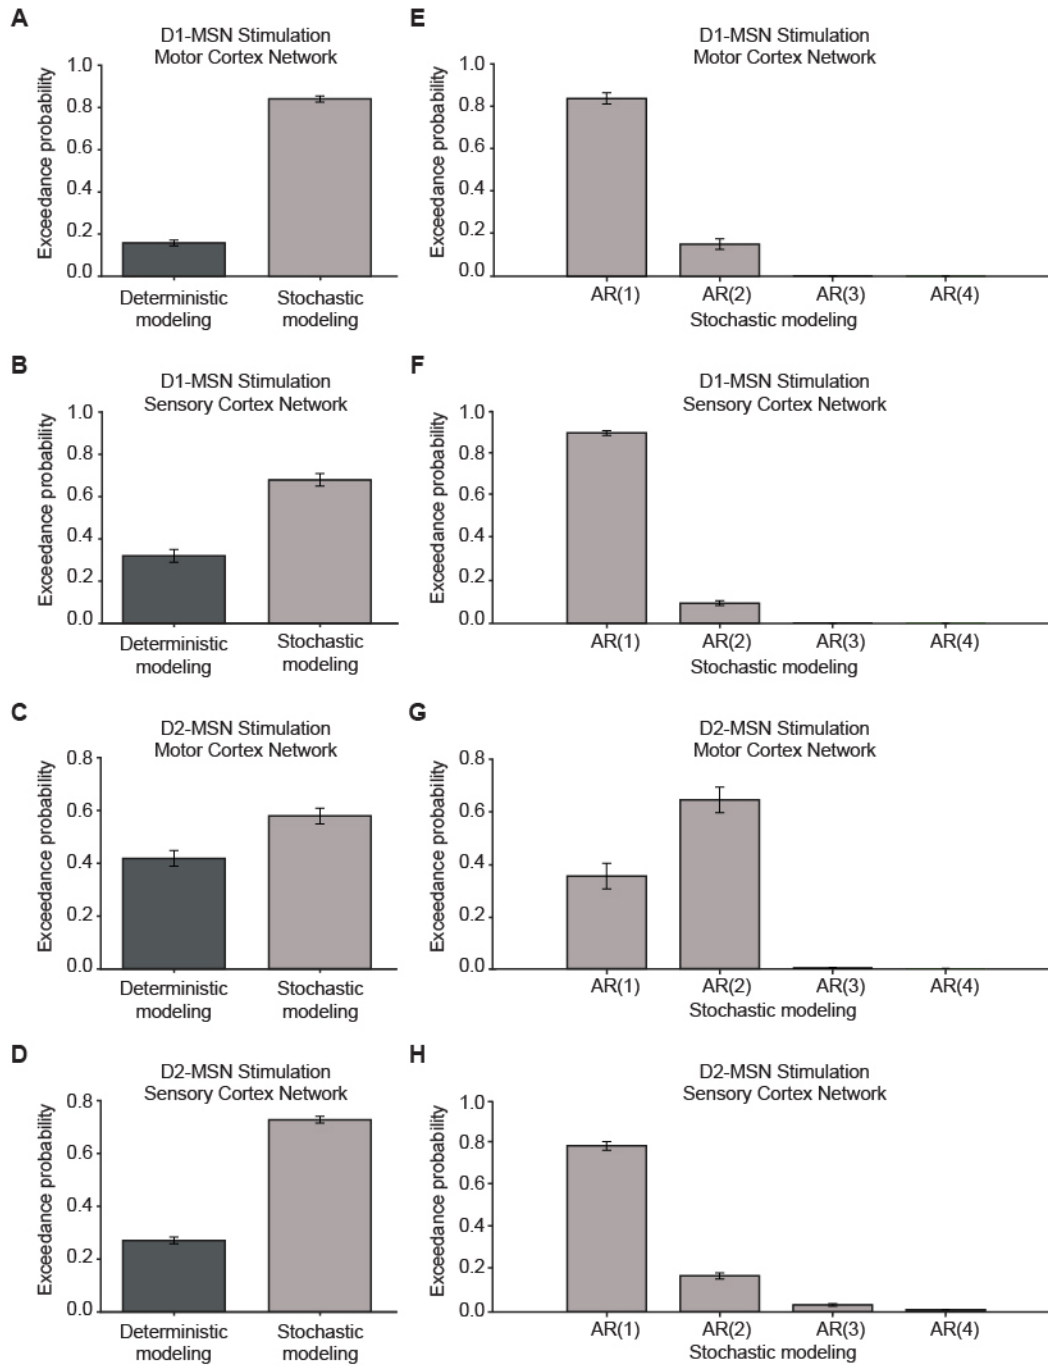 A
D1-MSN Stimulation
Motor Cortex Network
Exceedance probability
1.0
0.8
0.6
0.4
0.2
0.0
Deterministic
modeling
Stochastic
modeling
E
D1-MSN Stimulation
Motor Cortex Network
Exceedance probability
1.0
0.8
0.6
0.4
0.2
0.0
AR(1) AR(2) AR(3) AR(4)
Stochastic modeling
B
D1-MSN Stimulation
Sensory Cortex Network
Exceedance probability
1.0
0.8
0.6
0.4
0.2
0.0
Deterministic
modeling
Stochastic
modeling
F
D1-MSN Stimulation
Sensory Cortex Network
Exceedance probability
1.0
0.8
0.6
0.4
0.2
0.0
AR(1) AR(2) AR(3) AR(4)
Stochastic modeling
C
D2-MSN Stimulation
Motor Cortex Network
Exceedance probability
0.8
0.6
0.4
0.2
0.0
Deterministic
modeling
Stochastic
modeling
G
D2-MSN Stimulation
Motor Cortex Network
Exceedance probability
0.8
0.6
0.4
0.2
0.0
AR(1) AR(2) AR(3) AR(4)
Stochastic modeling
D
D2-MSN Stimulation
Sensory Cortex Network
Exceedance probability
0.8
0.6
0.4
0.2
0.0
Deterministic
modeling
Stochastic
modeling
H
D2-MSN Stimulation
Sensory Cortex Network
Exceedance probability
1.0
0.8
0.6
0.4
0.2
0.0
AR(1) AR(2) AR(3) AR(4)
Stochastic modeling